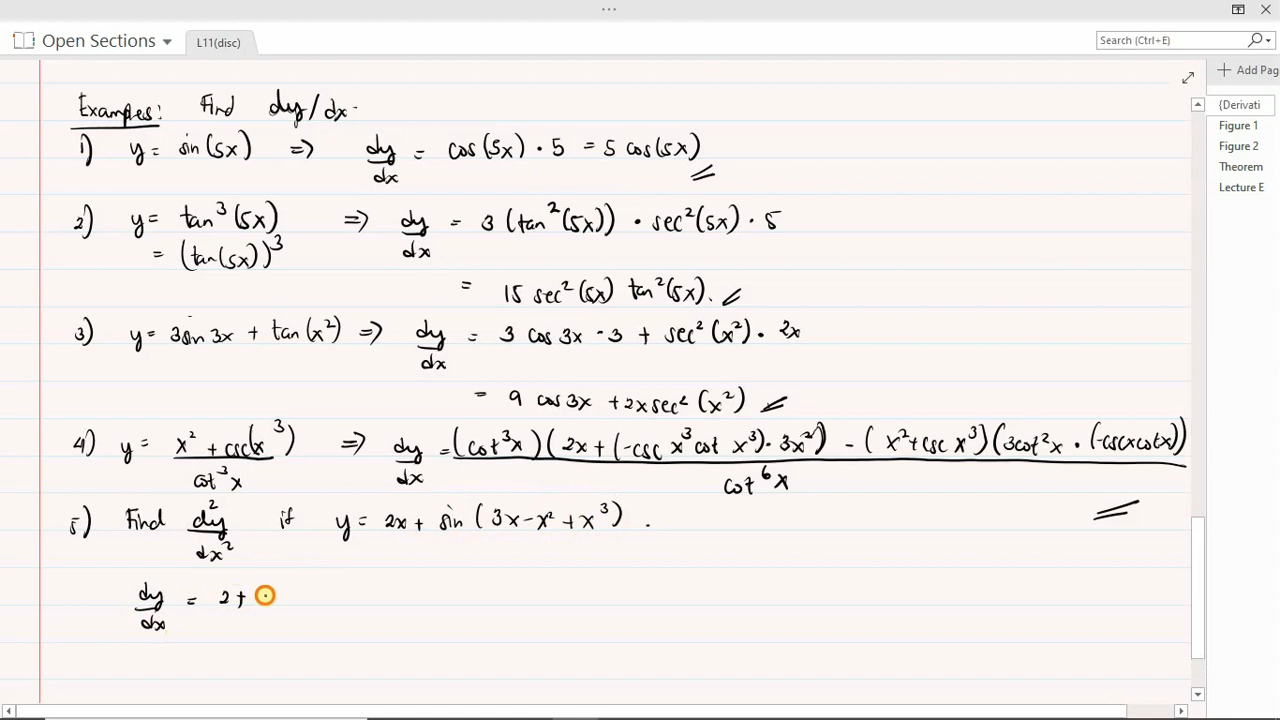 Open Sections
L11(disc)
Search (Ctrl+E)
Add Pag
{Derivati
Figure 1
Figure 2
Theorem
Lecture E
Examples: Find dy/dx.
1) y = sin(5x) ⇒ dy/dx = cos(5x) · 5 = 5 cos(5x)
2) y = tan³(5x) ⇒ dy/dx = 3 (tan²(5x)) · sec²(5x) · 5
= (tan(5x))³
= 15 sec²(5x) tan²(5x).
3) y = 3sin 3x + tan(x²) ⇒ dy/dx = 3 cos 3x · 3 + sec²(x²) · 2x
= 9 cos 3x + 2x sec²(x²)
4) y = (x² + csc(x³))/(cot³x) ⇒ dy/dx = ((cot³x)(2x + (-csc x³ cot x³) · 3x²) - (x² + csc x³)(3cot²x · (-cscxcotx)))/(cot⁶x)
5) Find dy²/dx² if y = 2x + sin(3x - x² + x³).
dy/dx = 2 +